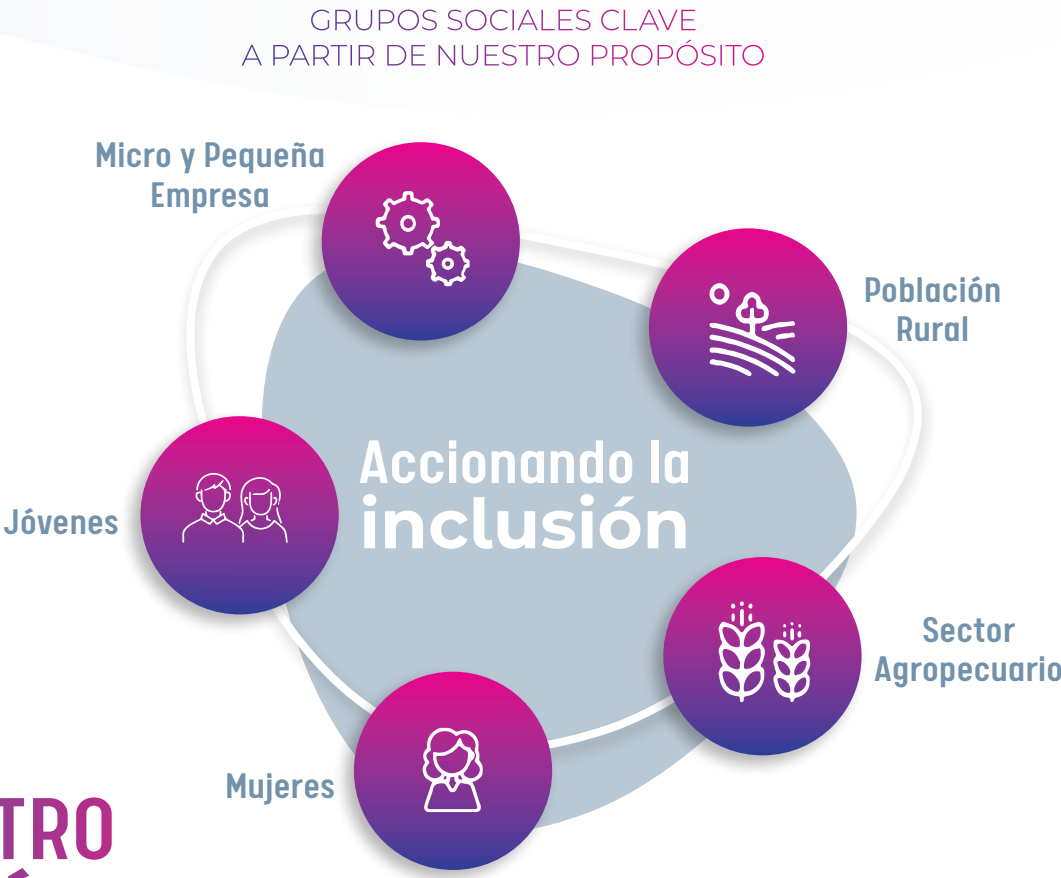 GRUPOS SOCIALES CLAVE
A PARTIR DE NUESTRO PROPÓSITO
Micro y Pequeña
Empresa
Población
Rural
Accionando la
inclusión
Jóvenes
Sector
Agropecuario
Mujeres
TRO